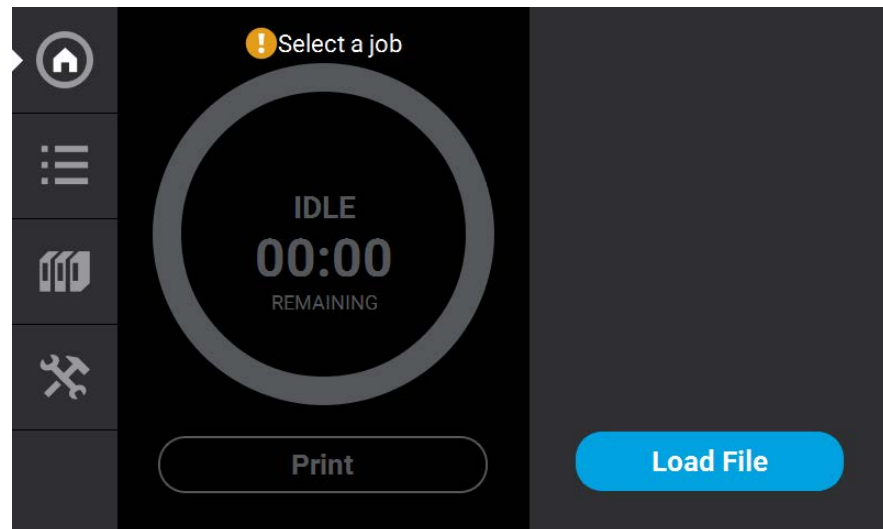 Select a job
IDLE
00:00
REMAINING
Print
Load File